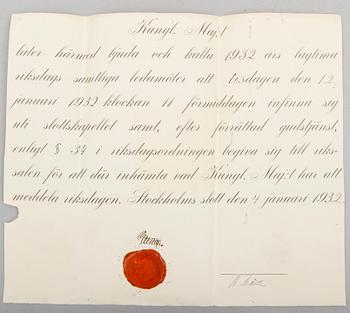 Kungl. Maj:t
låter härmed bjuda och kalla 1932 års lagtima
riksdags samtliga ledamöter att tisdagen den 12
januari 1932 klockan 11 förmiddagen infinna sig
uti slottskapellet samt, efter förrättad gudstjänst,
enligt § 34 i riksdagsordningen begiva sig till riks-
salen för att där inhämta vad Kungl. Maj:t har att
meddela riksdagen. Stockholms slott den 4 januari 1932.